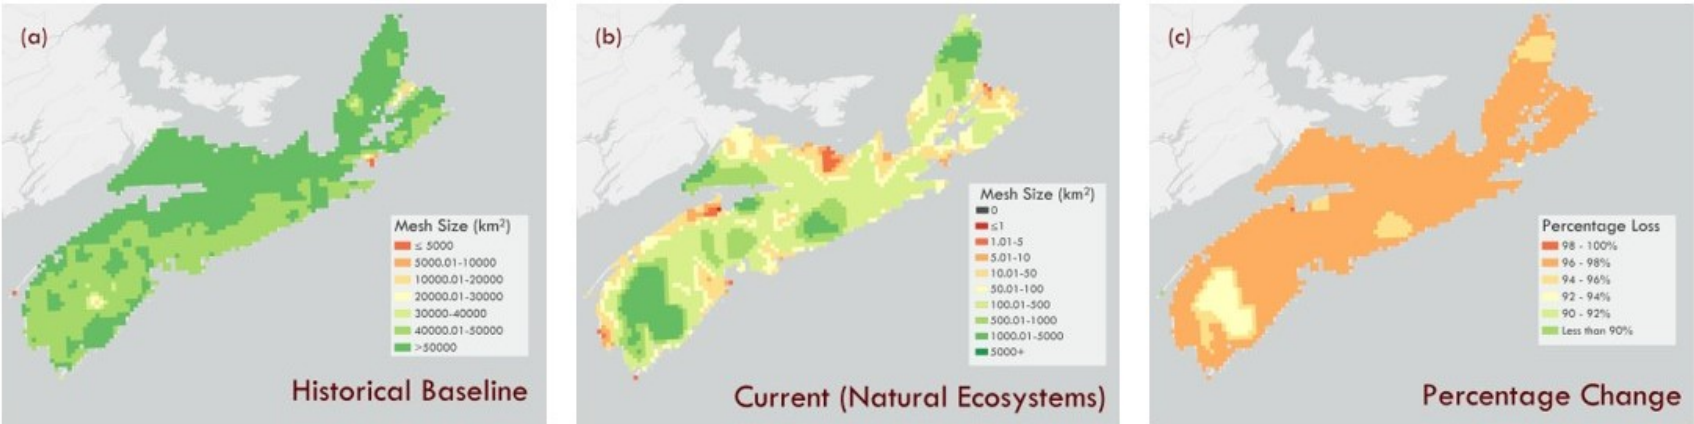 (a)
Mesh Size (km²)
≤ 5000
5000.01-10000
10000.01-20000
20000.01-30000
30000-40000
40000.01-50000
>50000
Historical Baseline
(b)
Mesh Size (km²)
0
≤1
1.01-5
5.01-10
10.01-50
50.01-100
100.01-500
500.01-1000
1000.01-5000
5000+
Current (Natural Ecosystems)
(c)
Percentage Loss
98 - 100%
96 - 98%
94 - 96%
92 - 94%
90 - 92%
Less than 90%
Percentage Change